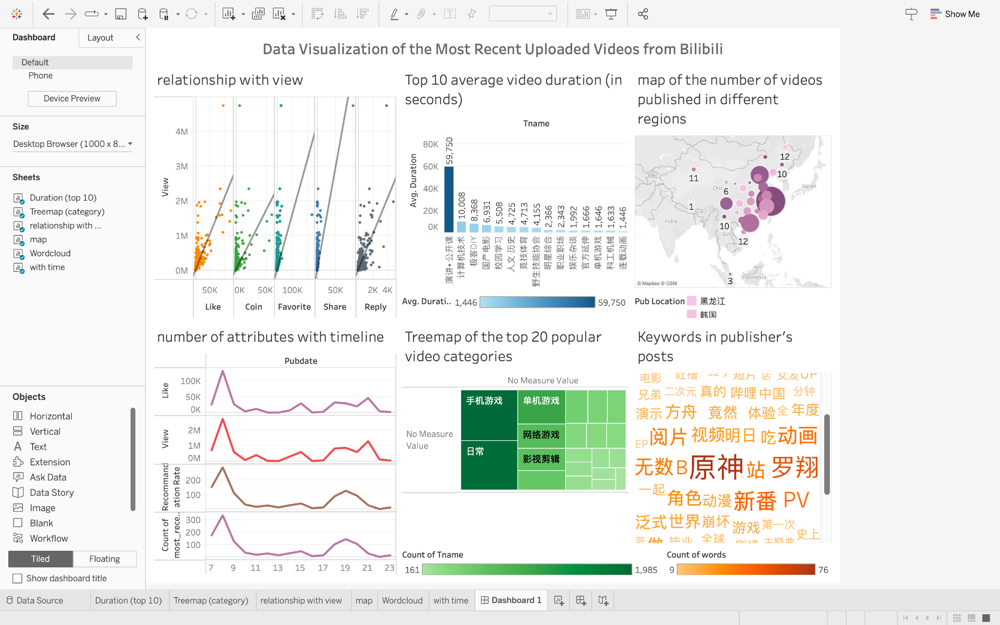 Show Me
Dashboard
Layout
Default
Phone
Device Preview
Size
Desktop Browser (1000 x 8...
Sheets
Duration (top 10)
Treemap (category)
relationship with ...
map
Wordcloud
with time
Objects
Horizontal
Vertical
Text
Extension
Ask Data
Data Story
Image
Blank
Workflow
Tiled
Floating
Show dashboard title
Data Visualization of the Most Recent Uploaded Videos from Bilibili
relationship with view
View
4M
3M
2M
1M
0M
50K
0K
50K
100K
50K
2K
4K
Like
Coin
Favorite
Share
Reply
Top 10 average video duration (in
seconds)
Tname
Avg. Duration
80K
60K
40K
20K
0K
59,750
10,008
8,368
6,931
5,508
4,725
4,713
4,155
2,366
2,343
1,992
1,666
1,646
1,633
1,446
演讲•公开课
计算机技术
极客DIY
国产电影
校园学习
人文·历史
竞技体育
野生技能协会
明星综合
职业职场
娱乐杂谈
官方延伸
单机游戏
科工机械
连载动画
Avg. Durati..
1,446
59,750
map of the number of videos
published in different
regions
12
10
11
6
1
10
12
3
Japan
India
Indonesia
© Mapbox © OSM
Pub Location
黑龙江
韩国
number of attributes with timeline
Pubdate
Like
100K
50K
0K
View
2M
1M
0M
Recommand
ation Rate
200
100
Count of
most_rece..
300
200
100
7
9
11
13
15
17
19
21
23
Treemap of the top 20 popular
video categories
No Measure Value
No Measure
Value
手机游戏
日常
单机游戏
网络游戏
影视剪辑
Count of Tname
161
1,985
Keywords in publisher's
posts
电影 吐槽 短片 店 女友 UP
兄弟 二次元 真的 哔哩 中国 分钟
演示 方舟 竟然 体验 全 年度
EP 阅片 视频 明日 吃 动画
无数 B 原神 站 罗翔
一起 角色 动漫 新番 PV
泛式 世界 崩坏 游戏 第一次 史上
毕业 全球 主题曲
Count of words
9
76
Data Source
Duration (top 10)
Treemap (category)
relationship with view
map
Wordcloud
with time
Dashboard 1